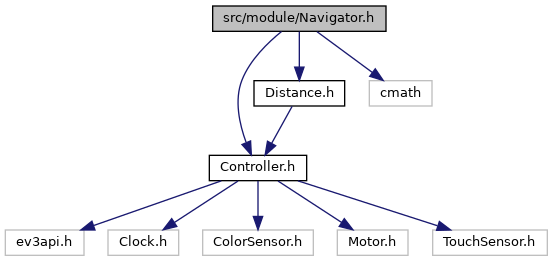 src/module/Navigator.h
Distance.h
cmath
Controller.h
ev3api.h
Clock.h
ColorSensor.h
Motor.h
TouchSensor.h